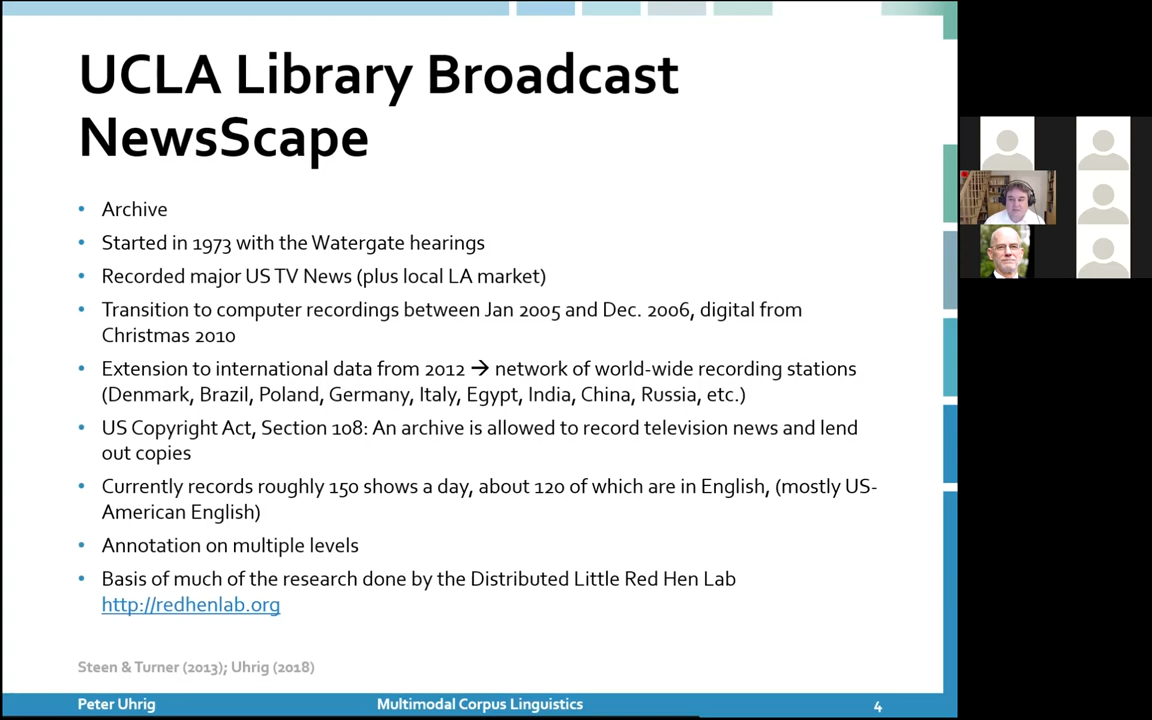 UCLA Library Broadcast
NewsScape
• Archive
• Started in 1973 with the Watergate hearings
• Recorded major US TV News (plus local LA market)
• Transition to computer recordings between Jan 2005 and Dec. 2006, digital from
Christmas 2010
• Extension to international data from 2012 → network of world-wide recording stations
(Denmark, Brazil, Poland, Germany, Italy, Egypt, India, China, Russia, etc.)
• US Copyright Act, Section 108: An archive is allowed to record television news and lend
out copies
• Currently records roughly 150 shows a day, about 120 of which are in English, (mostly US-
American English)
• Annotation on multiple levels
• Basis of much of the research done by the Distributed Little Red Hen Lab
http://redhenlab.org
Steen & Turner (2013); Uhrig (2018)
Peter Uhrig Multimodal Corpus Linguistics 4